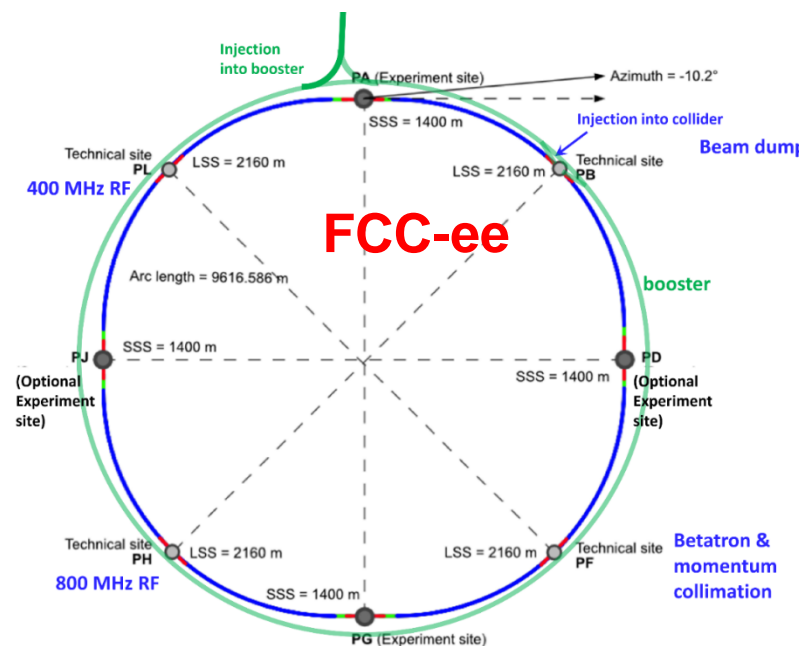 Injection
into booster
PA (Experiment site)
Azimuth = -10.2°
SSS = 1400 m
Injection into collider
Beam dump
Technical site
PL
LSS = 2160 m
400 MHz RF
LSS = 2160 m
Technical site
PB
FCC-ee
Arc length = 9616.586 m
booster
PJ
SSS = 1400 m
(Optional
Experiment
site)
PD
SSS = 1400 m
(Optional
Experiment
site)
Technical site
PH
LSS = 2160 m
800 MHz RF
LSS = 2160 m
Technical site
PF
Betatron &
momentum
collimation
SSS = 1400 m
PG (Experiment site)